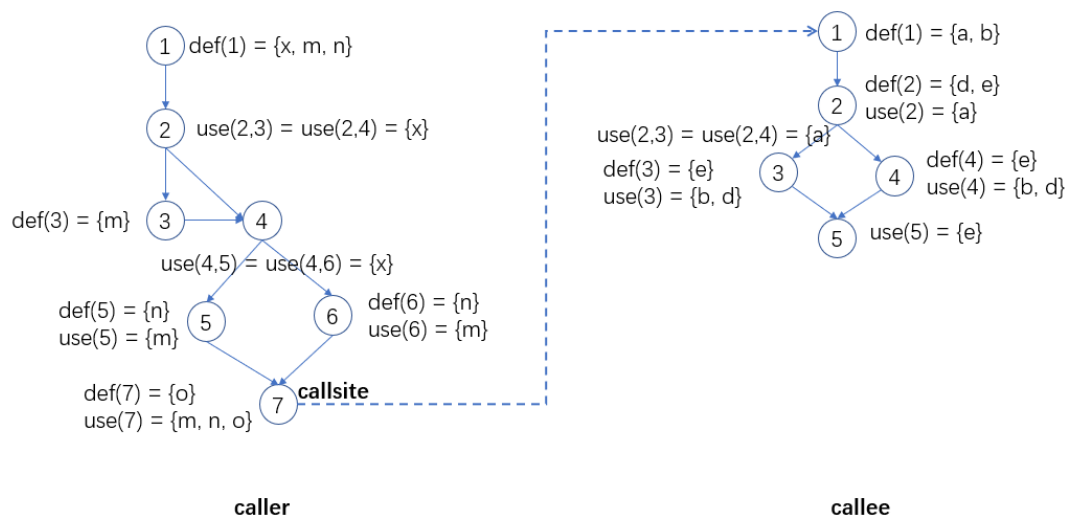 1
def(1) = {x, m, n}
2
use(2,3) = use(2,4) = {x}
def(3) = {m}
3
4
use(4,5) = use(4,6) = {x}
def(5) = {n}
use(5) = {m}
5
6
def(6) = {n}
use(6) = {m}
def(7) = {o}
use(7) = {m, n, o}
7
callsite
caller
1
def(1) = {a, b}
2
def(2) = {d, e}
use(2) = {a}
use(2,3) = use(2,4) = {a}
def(3) = {e}
use(3) = {b, d}
3
4
def(4) = {e}
use(4) = {b, d}
5
use(5) = {e}
callee